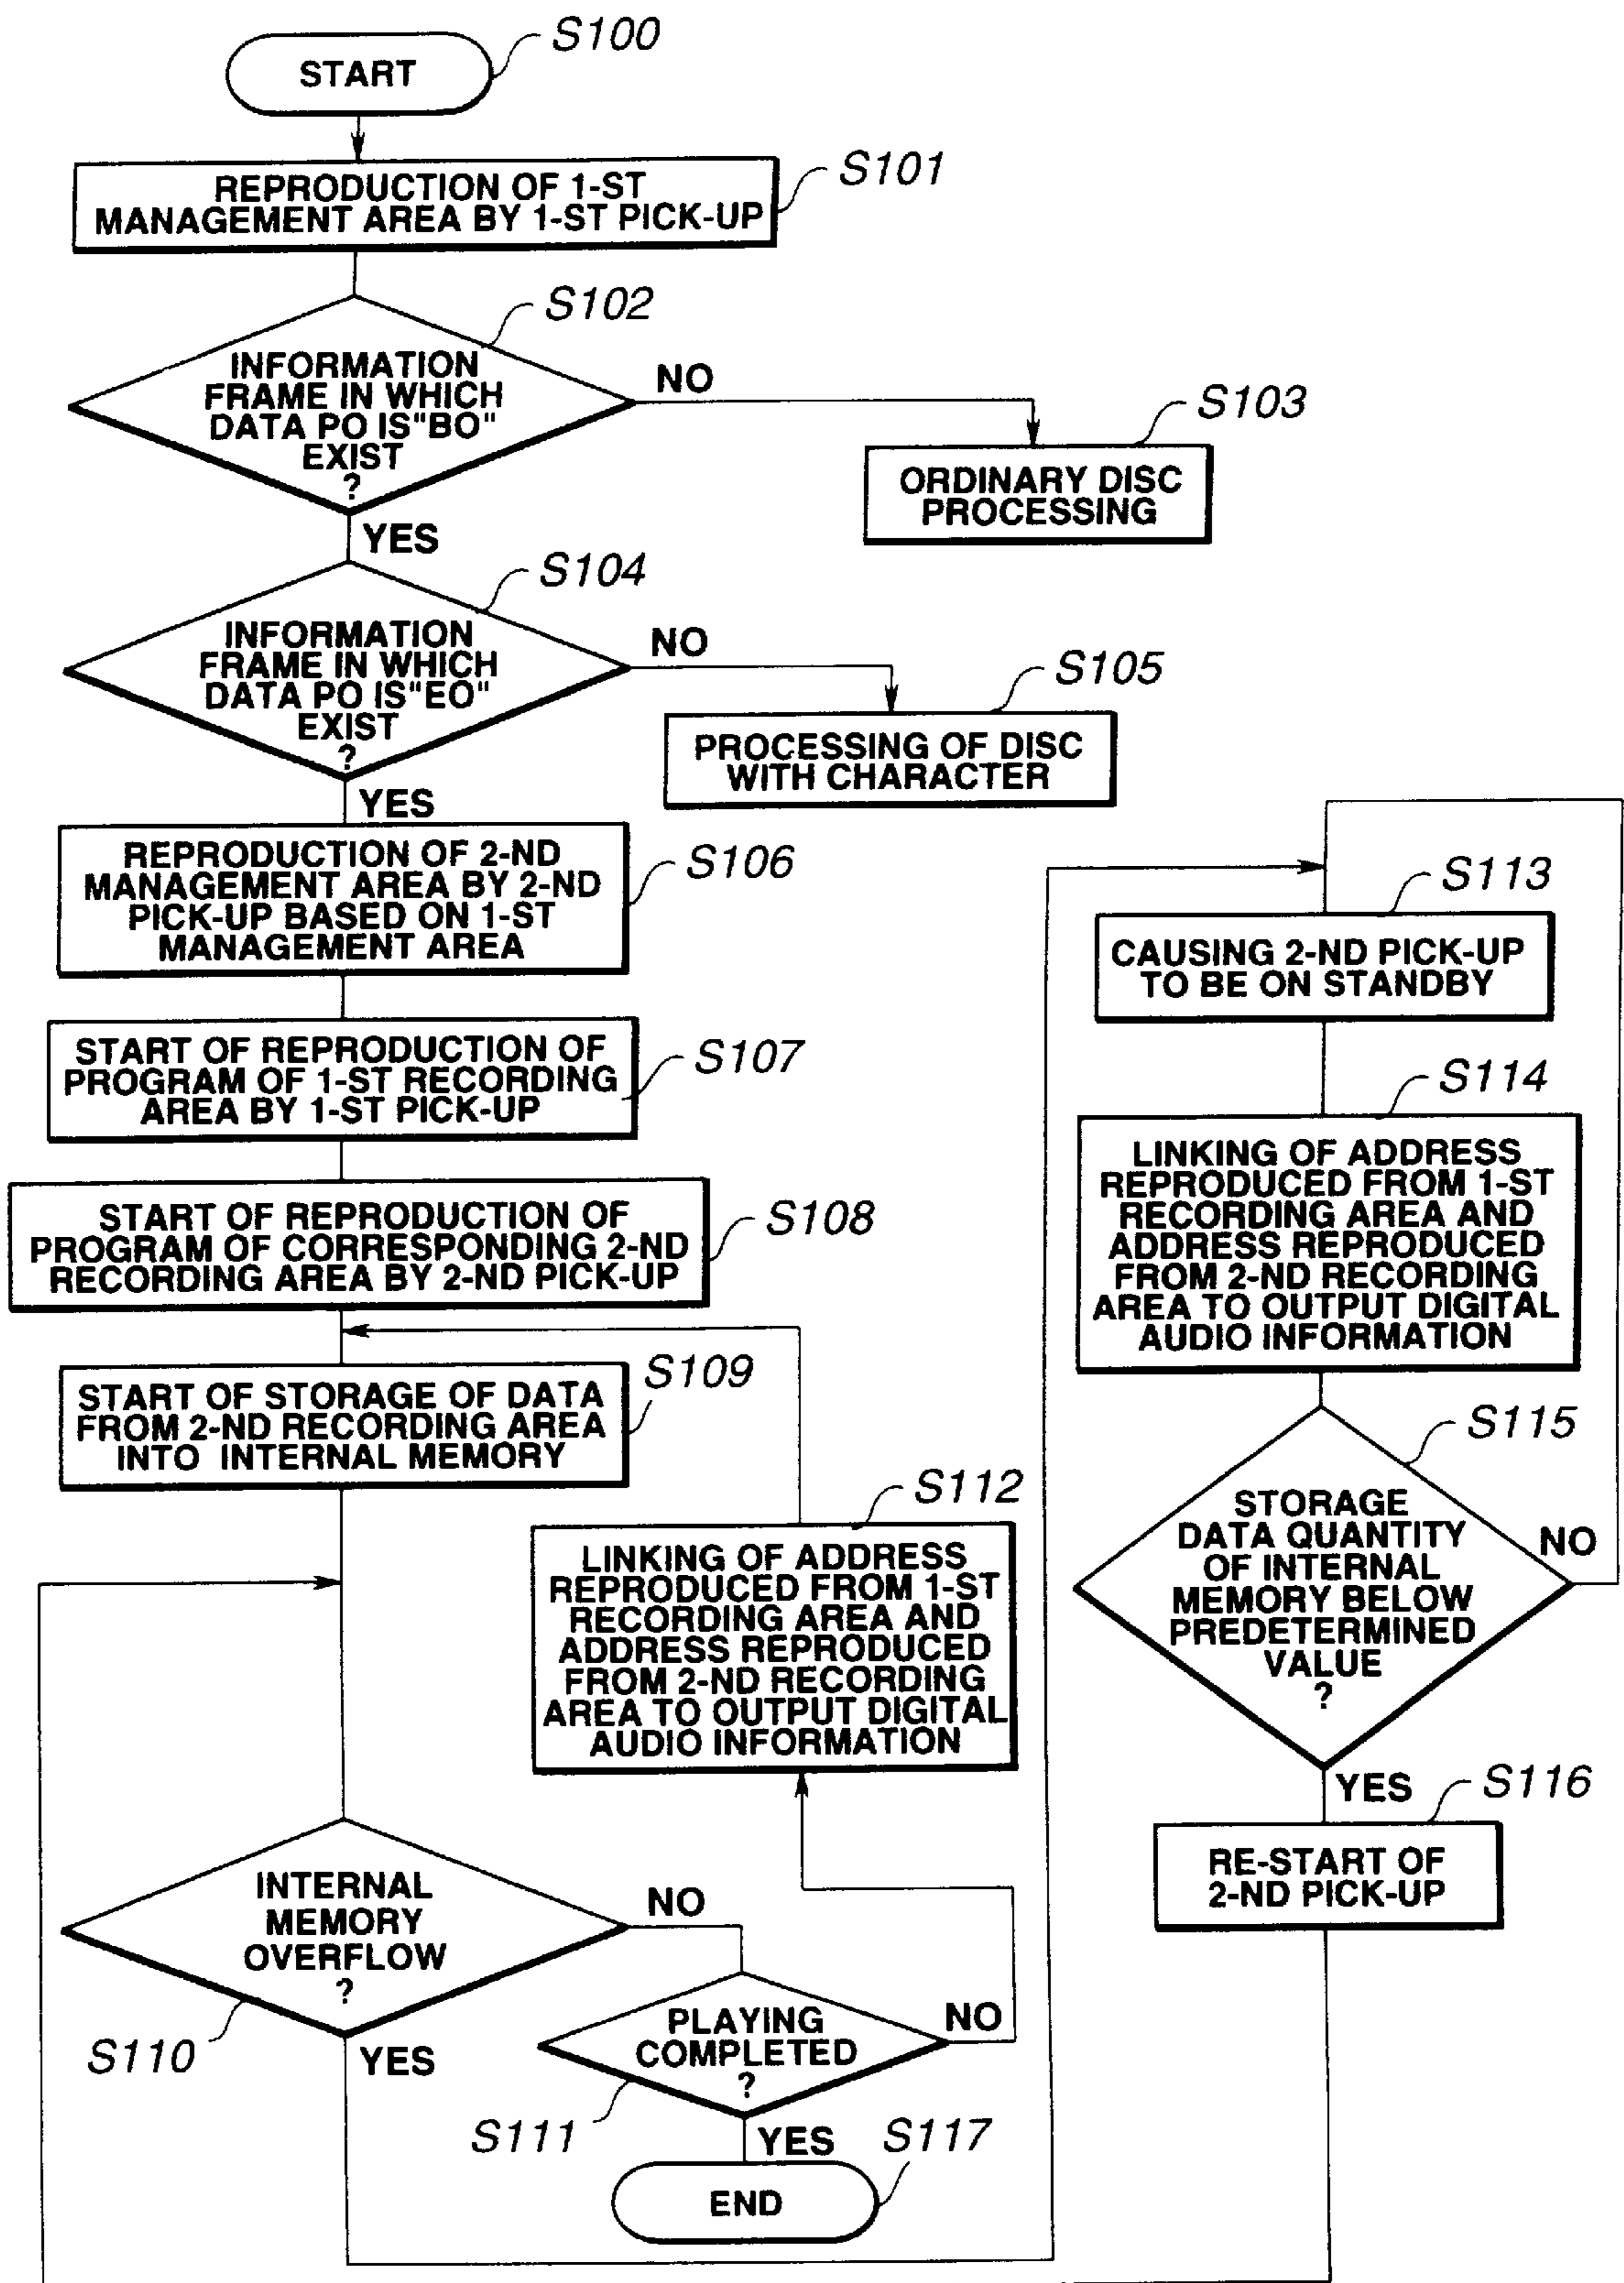 START
S100
REPRODUCTION OF 1-ST
MANAGEMENT AREA BY 1-ST PICK-UP
S101
S102
INFORMATION
FRAME IN WHICH
DATA PO IS"BO"
EXIST
?
NO
YES
S103
ORDINARY DISC
PROCESSING
S104
INFORMATION
FRAME IN WHICH
DATA PO IS"EO"
EXIST
?
NO
YES
S105
PROCESSING OF DISC
WITH CHARACTER
REPRODUCTION OF 2-ND
MANAGEMENT AREA BY 2-ND
PICK-UP BASED ON 1-ST
MANAGEMENT AREA
S106
START OF REPRODUCTION OF
PROGRAM OF 1-ST RECORDING
AREA BY 1-ST PICK-UP
S107
START OF REPRODUCTION OF
PROGRAM OF CORRESPONDING 2-ND
RECORDING AREA BY 2-ND PICK-UP
S108
START OF STORAGE OF DATA
FROM 2-ND RECORDING AREA
INTO INTERNAL MEMORY
S109
INTERNAL
MEMORY
OVERFLOW
?
S110
NO
YES
PLAYING
COMPLETED
?
S111
NO
YES
S112
LINKING OF ADDRESS
REPRODUCED FROM 1-ST
RECORDING AREA AND
ADDRESS REPRODUCED
FROM 2-ND RECORDING
AREA TO OUTPUT DIGITAL
AUDIO INFORMATION
END
S117
S113
CAUSING 2-ND PICK-UP
TO BE ON STANDBY
S114
LINKING OF ADDRESS
REPRODUCED FROM 1-ST
RECORDING AREA AND
ADDRESS REPRODUCED
FROM 2-ND RECORDING
AREA TO OUTPUT DIGITAL
AUDIO INFORMATION
S115
STORAGE
DATA QUANTITY
OF INTERNAL
MEMORY BELOW
PREDETERMINED
VALUE
?
NO
YES
S116
RE-START OF
2-ND PICK-UP